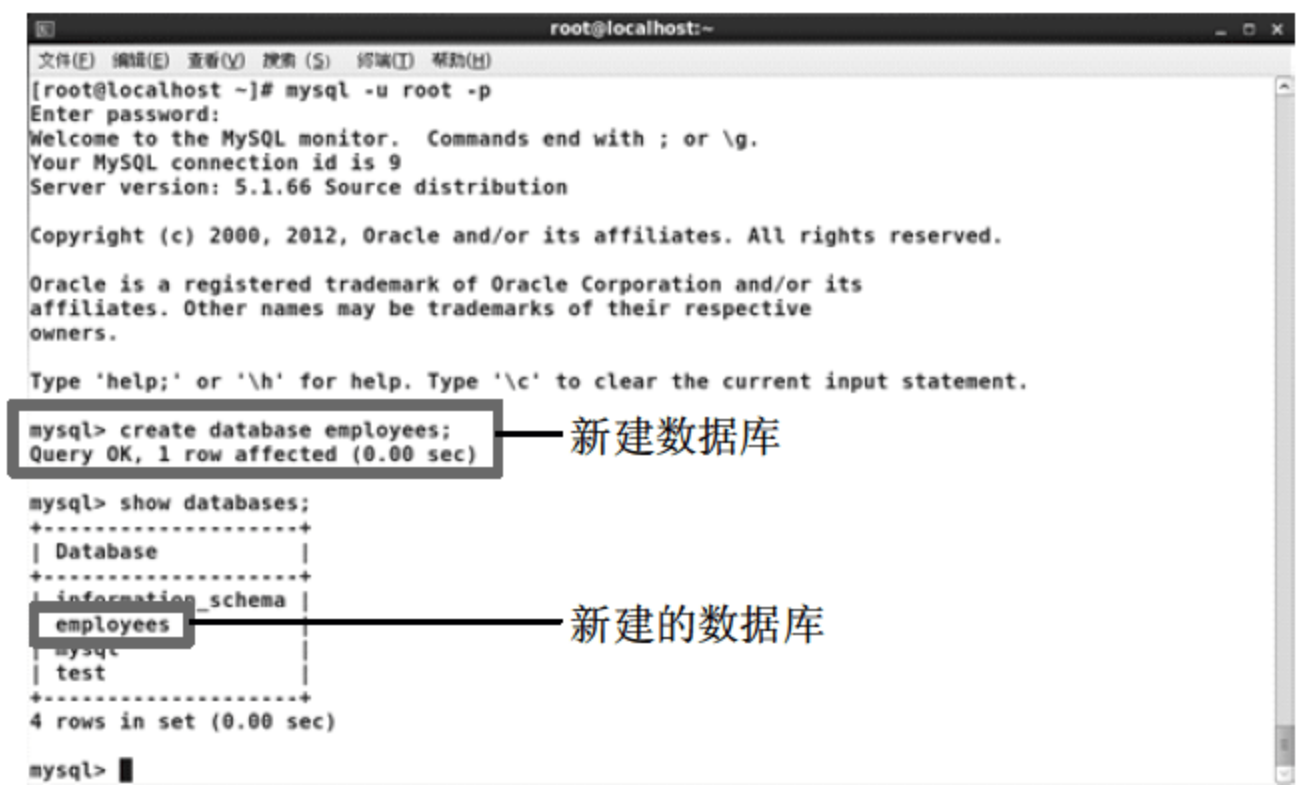 root@localhost:~
文件(F) 编辑(E) 查看(V) 搜索 (S) 终端(T) 帮助(H)
[root@localhost ~]# mysql -u root -p
Enter password:
Welcome to the MySQL monitor.  Commands end with ; or \g.
Your MySQL connection id is 9
Server version: 5.1.66 Source distribution
Copyright (c) 2000, 2012, Oracle and/or its affiliates. All rights reserved.
Oracle is a registered trademark of Oracle Corporation and/or its
affiliates. Other names may be trademarks of their respective
owners.
Type 'help;' or '\h' for help. Type '\c' to clear the current input statement.
mysql> create database employees;
Query OK, 1 row affected (0.00 sec)
新建数据库
mysql> show databases;
+--------------------+
| Database           |
+--------------------+
| information_schema |
employees          |
新建的数据库
| mysql              |
| test               |
+--------------------+
4 rows in set (0.00 sec)
mysql>